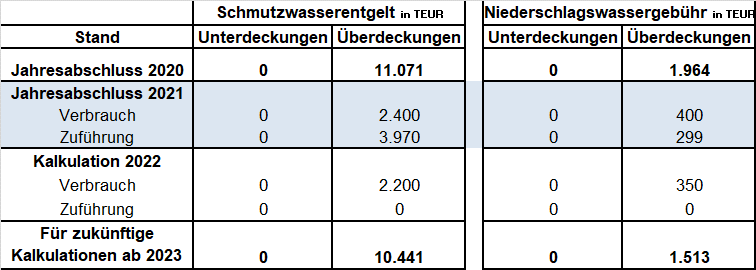 Schmutzwasserentgelt in TEUR Niederschlagswassergebühr in TEUR
Stand Unterdeckungen Überdeckungen Unterdeckungen Überdeckungen
Jahresabschluss 2020 0 11.071 0 1.964
Jahresabschluss 2021
Verbrauch 0 2.400 0 400
Zuführung 0 3.970 0 299
Kalkulation 2022
Verbrauch 0 2.200 0 350
Zuführung 0 0 0 0
Für zukünftige
Kalkulationen ab 2023 0 10.441 0 1.513